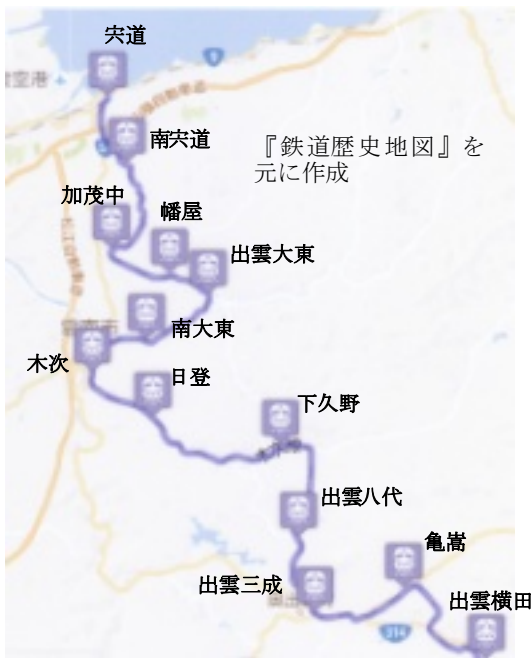 宍道
9
南宍道
『鉄道歴史地図』を
元に作成
加茂中
幡屋
出雲大東
南大東
木次
日登
下久野
出雲八代
亀嵩
出雲三成
出雲横田
314